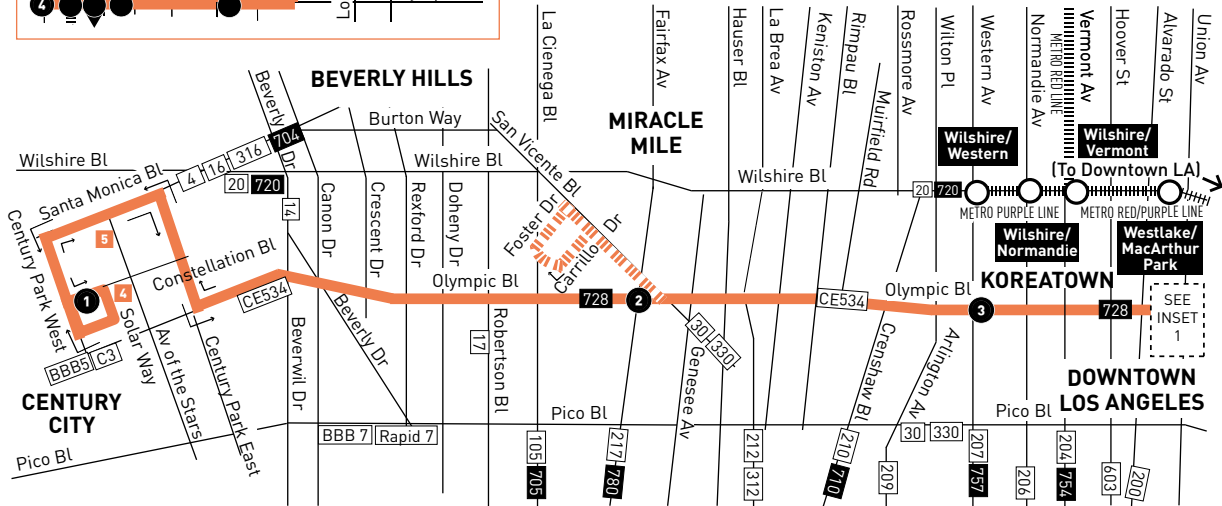 4
Lo
La Cienega Bl
Fairfax Av
Hauser Bl
La Brea Av
Keniston Av
Rimpau Bl
Muirfield Rd
Rossmore Av
Wilton Pl
Western Av
Normandie Av
METRO RED LINE
Vermont Av
Hoover St
Alvarado St
Union Av
BEVERLY HILLS
Beverly Dr
Burton Way
San Vicente Bl
MIRACLE
MILE
Wilshire/
Western
Wilshire/
Vermont
(To Downtown LA)
Wilshire Bl
Santa Monica Bl
4
16
316
704
20
720
14
Wilshire Bl
Wilshire Bl
20
720
METRO PURPLE LINE
METRO RED/PURPLE LINE
Wilshire/
Normandie
Westlake/
MacArthur
Park
Canon Dr
Crescent Dr
Rexford Dr
Doheny Dr
Foster Dr
Carrillo Dr
Century Park West
5
4
1
Constellation Bl
CE534
Olympic Bl
728
2
CE534
Olympic Bl
KOREATOWN
3
728
SEE
INSET
1
Solar Way
Av of the Stars
Century Park East
BBB5
C3
Beverwil Dr
Beverly Dr
17
Robertson Bl
30
330
Genesee Av
Crenshaw Bl
Arlington Av
CENTURY
CITY
DOWNTOWN
LOS ANGELES
Pico Bl
BBB 7
Rapid 7
Pico Bl
30
330
Pico Bl
105
705
217
780
212
312
210
710
209
207
757
206
204
754
603
200